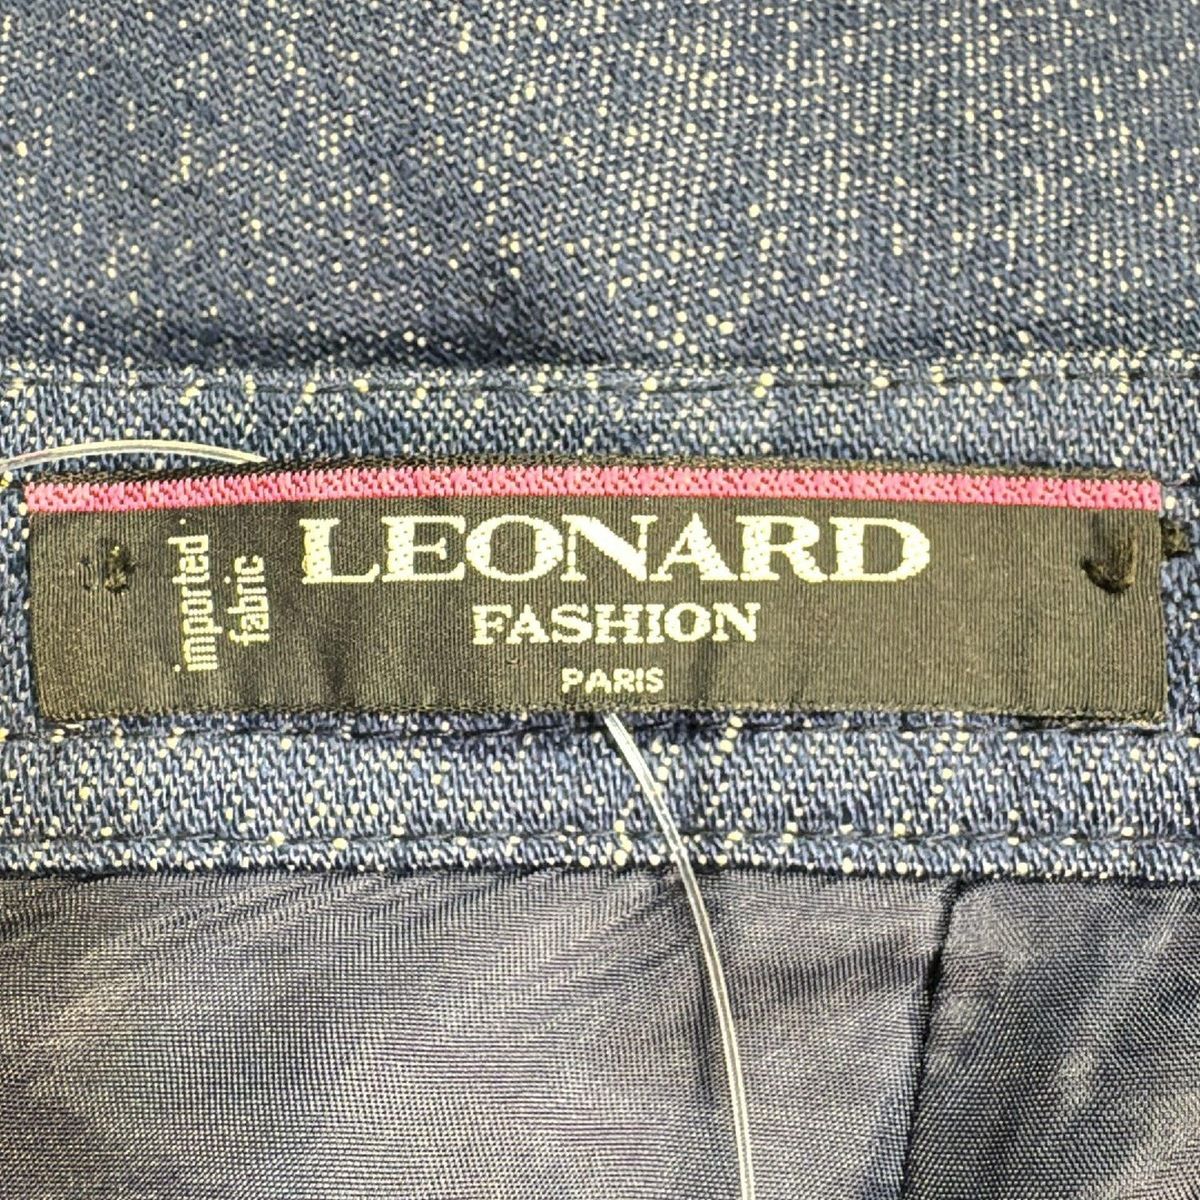 imported
fabric
LEONARD
FASHION
PARIS